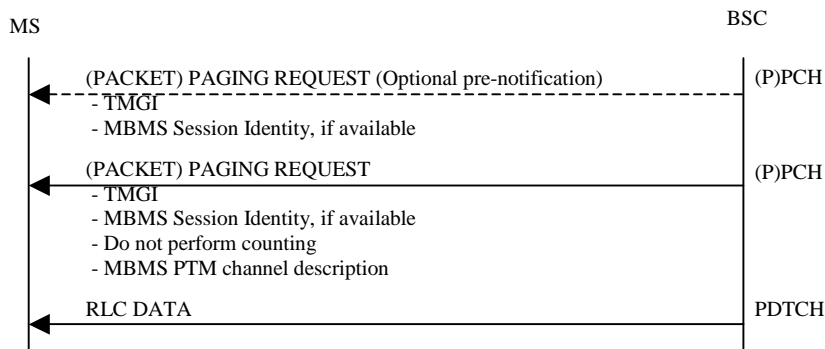 MS
BSC
(PACKET) PAGING REQUEST (Optional pre-notification)
(P)PCH
- TMGI
- MBMS Session Identity, if available
(PACKET) PAGING REQUEST
(P)PCH
- TMGI
- MBMS Session Identity, if available
- Do not perform counting
- MBMS PTM channel description
RLC DATA
PDTCH